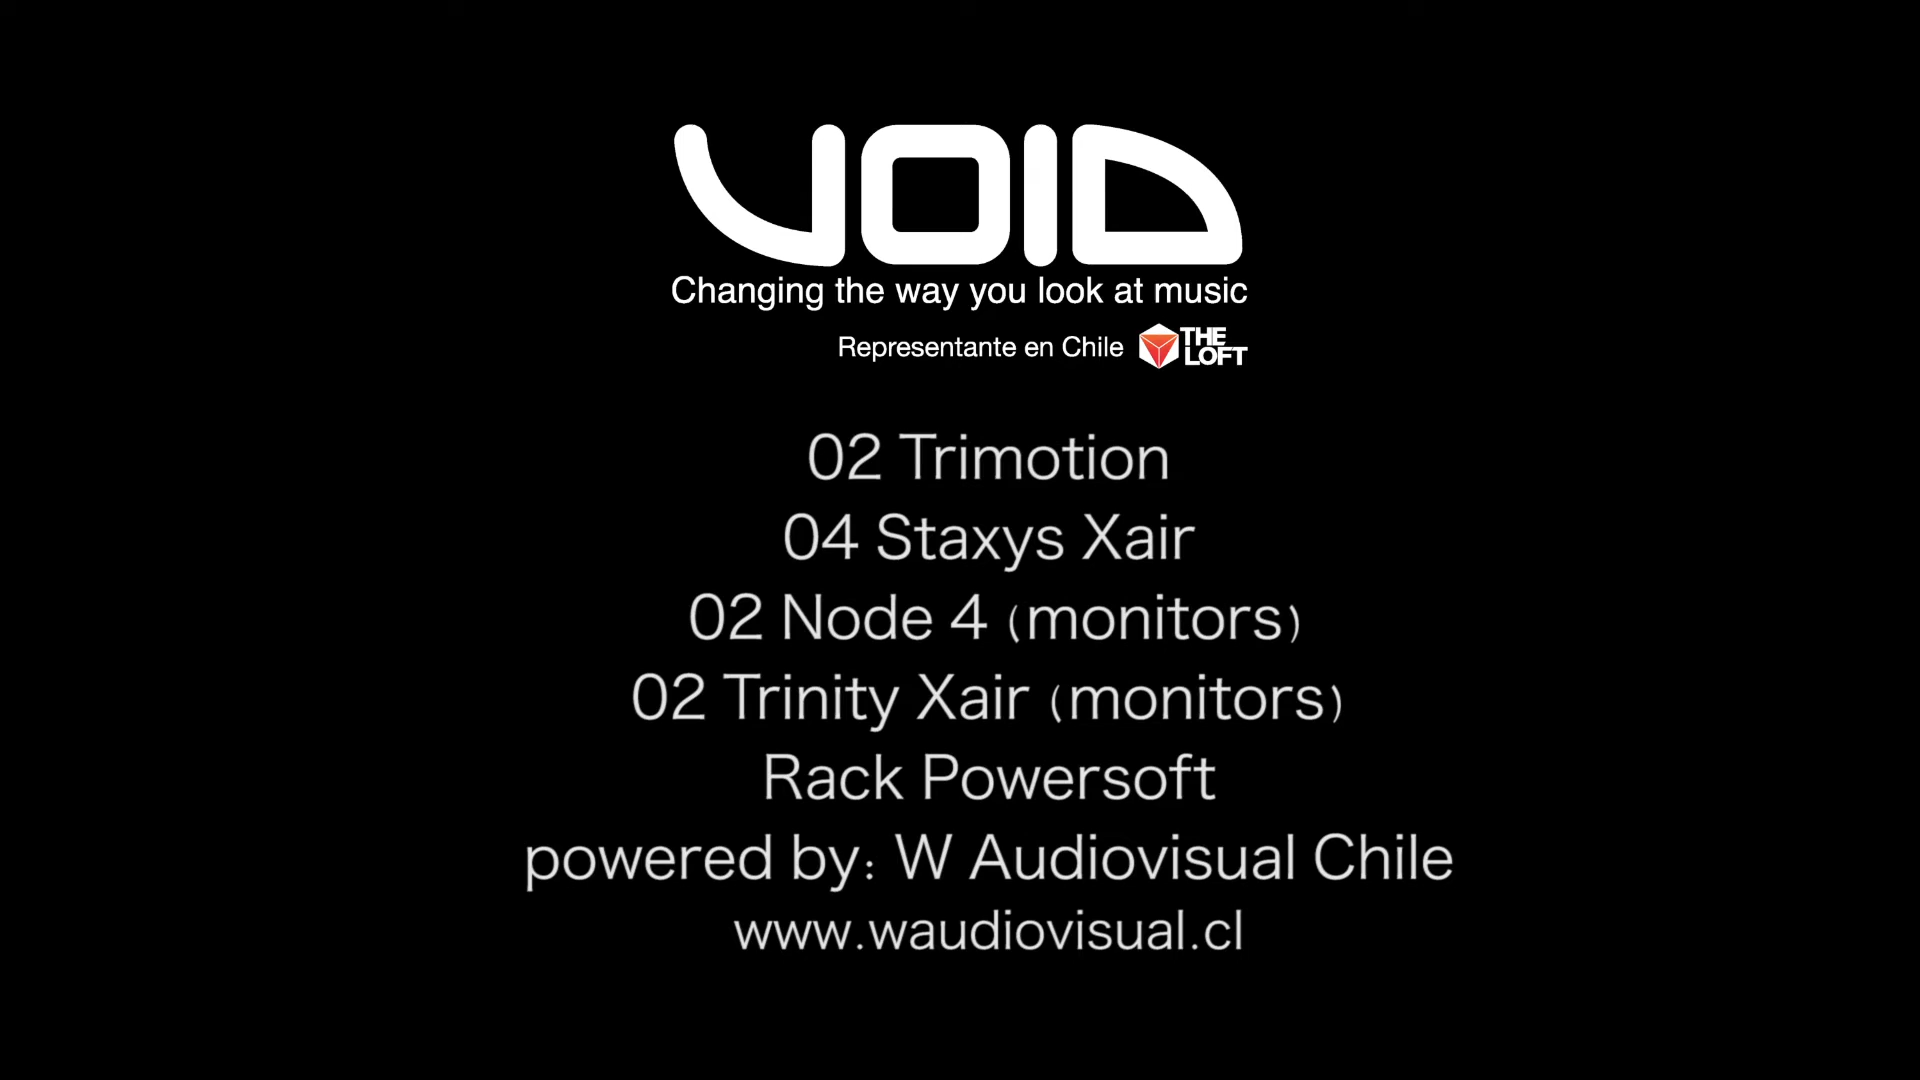 VOID
Changing the way you look at music
Representante en Chile THE LOFT
02 Trimotion
04 Staxys Xair
02 Node 4 (monitors)
02 Trinity Xair (monitors)
Rack Powersoft
powered by: W Audiovisual Chile
www.waudiovisual.cl